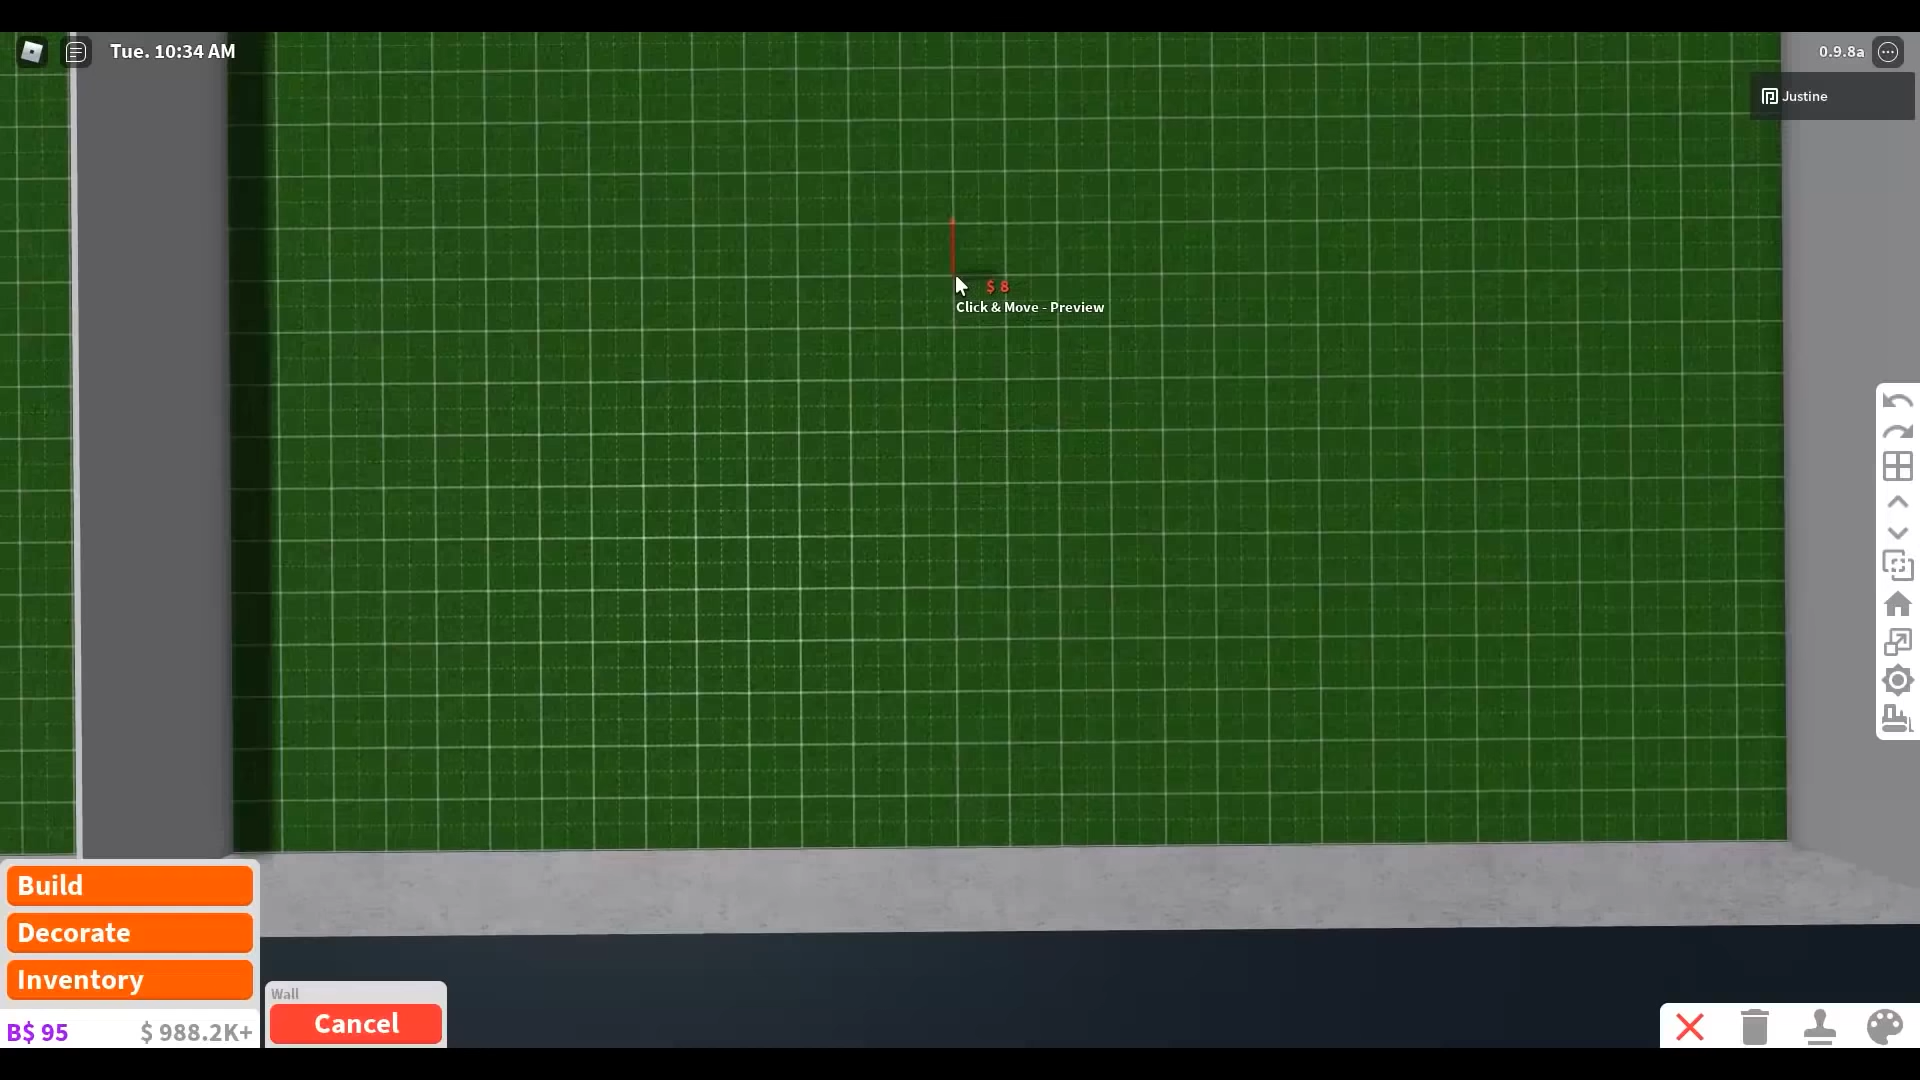 Tue. 10:34 AM
0.9.8a
Justine
$ 8
Click & Move - Preview
Build
Decorate
Inventory
B$ 95
$ 988.2K+
Wall
Cancel